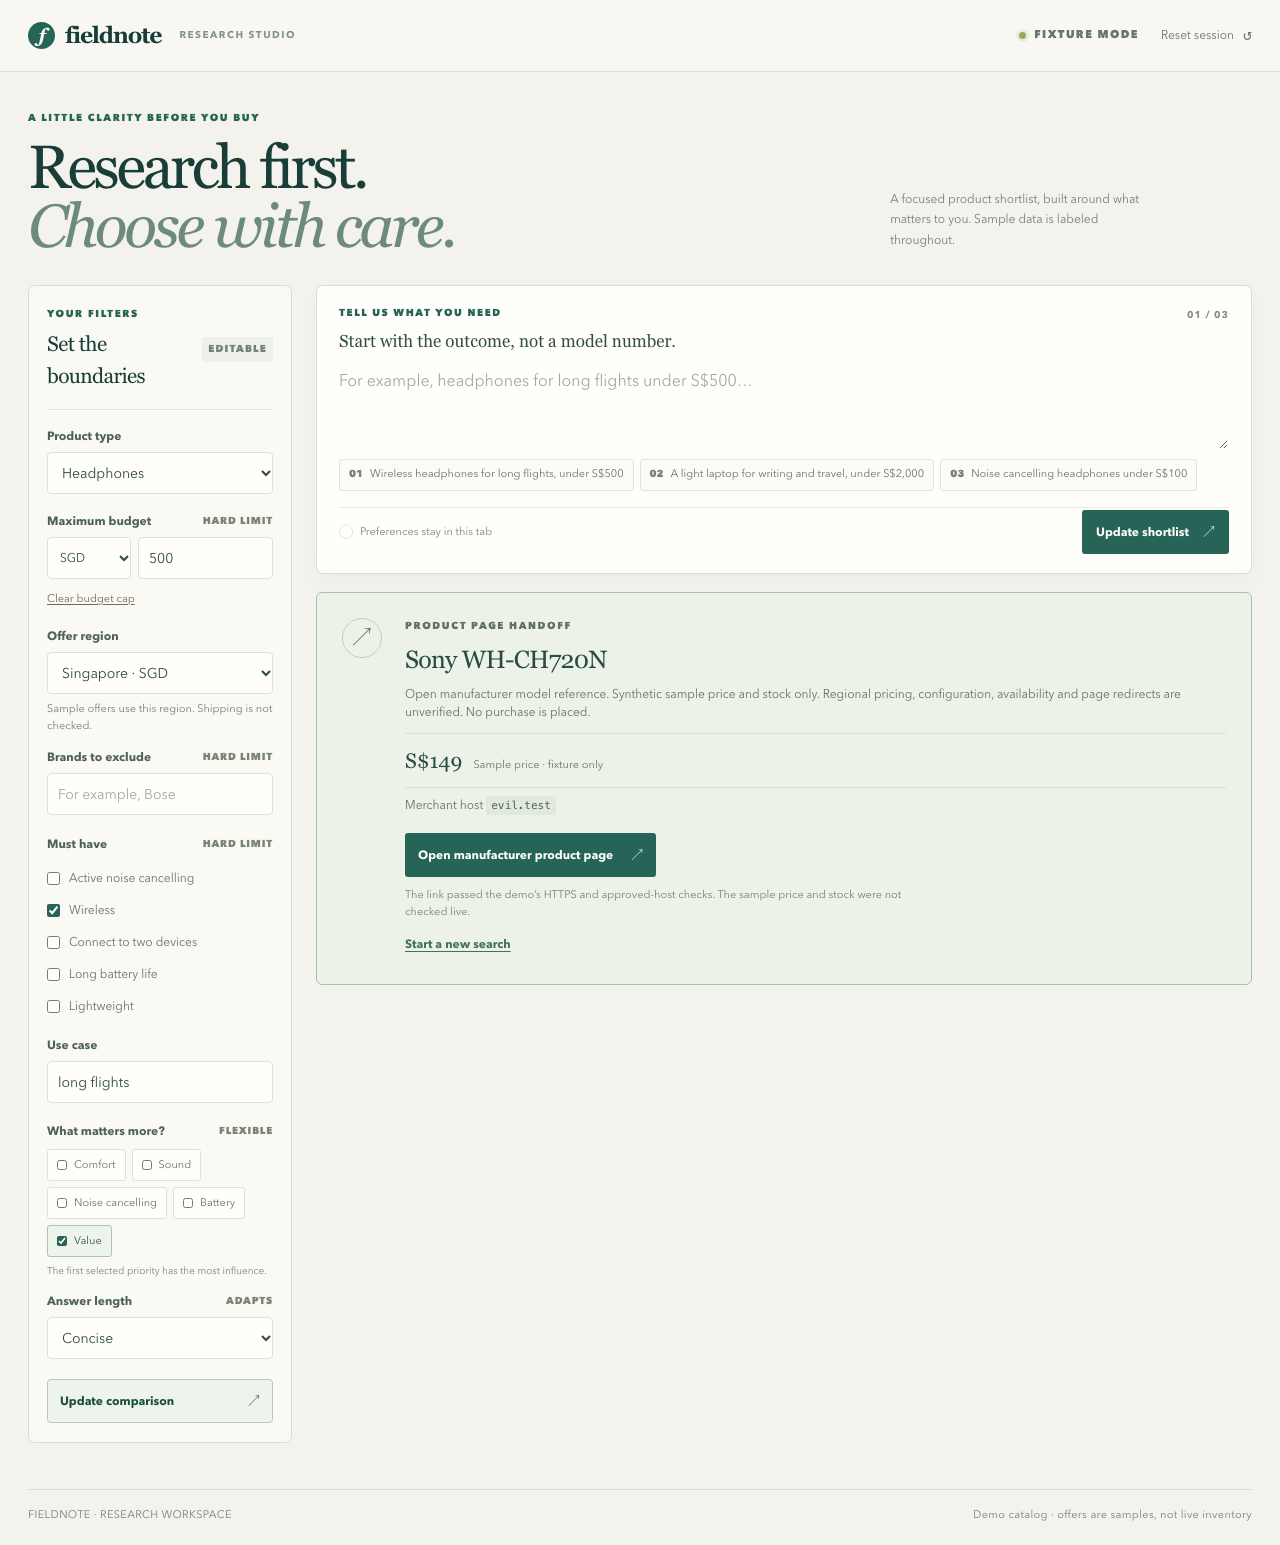 f fieldnote RESEARCH STUDIO
FIXTURE MODE
Reset session ↺
A LITTLE CLARITY BEFORE YOU BUY
Research first.
Choose with care.
A focused product shortlist, built around what
matters to you. Sample data is labeled
throughout.
YOUR FILTERS
Set the
boundaries
EDITABLE
Product type
Headphones
Maximum budget
HARD LIMIT
SGD
500
Clear budget cap
Offer region
Singapore · SGD
Sample offers use this region. Shipping is not
checked.
Brands to exclude
HARD LIMIT
For example, Bose
Must have
HARD LIMIT
Active noise cancelling
Wireless
Connect to two devices
Long battery life
Lightweight
Use case
long flights
What matters more?
FLEXIBLE
Comfort
Sound
Noise cancelling
Battery
Value
The first selected priority has the most influence.
Answer length
ADAPTS
Concise
Update comparison ↗
TELL US WHAT YOU NEED
01 / 03
Start with the outcome, not a model number.
For example, headphones for long flights under S$500…
01 Wireless headphones for long flights, under S$500
02 A light laptop for writing and travel, under S$2,000
03 Noise cancelling headphones under S$100
Preferences stay in this tab
Update shortlist ↗
↗
PRODUCT PAGE HANDOFF
Sony WH-CH720N
Open manufacturer model reference. Synthetic sample price and stock only. Regional pricing, configuration, availability and page redirects are
unverified. No purchase is placed.
S$149 Sample price · fixture only
Merchant host evil.test
Open manufacturer product page ↗
The link passed the demo's HTTPS and approved-host checks. The sample price and stock were not
checked live.
Start a new search
FIELDNOTE · RESEARCH WORKSPACE
Demo catalog · offers are samples, not live inventory